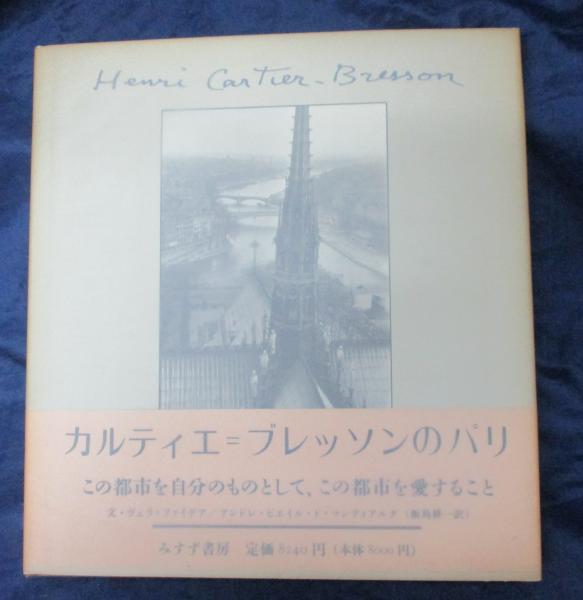 Henri Cartier-Bresson
カルティエ=ブレッソンのパリ
この都市を自分のものとして、この都市を愛すること
文・ヴェラ・ファイデア/アンドレ・ピエイル・ド・マンディアルグ(飯島耕一訳)
みすず書房 定価8240円(本体8000円)